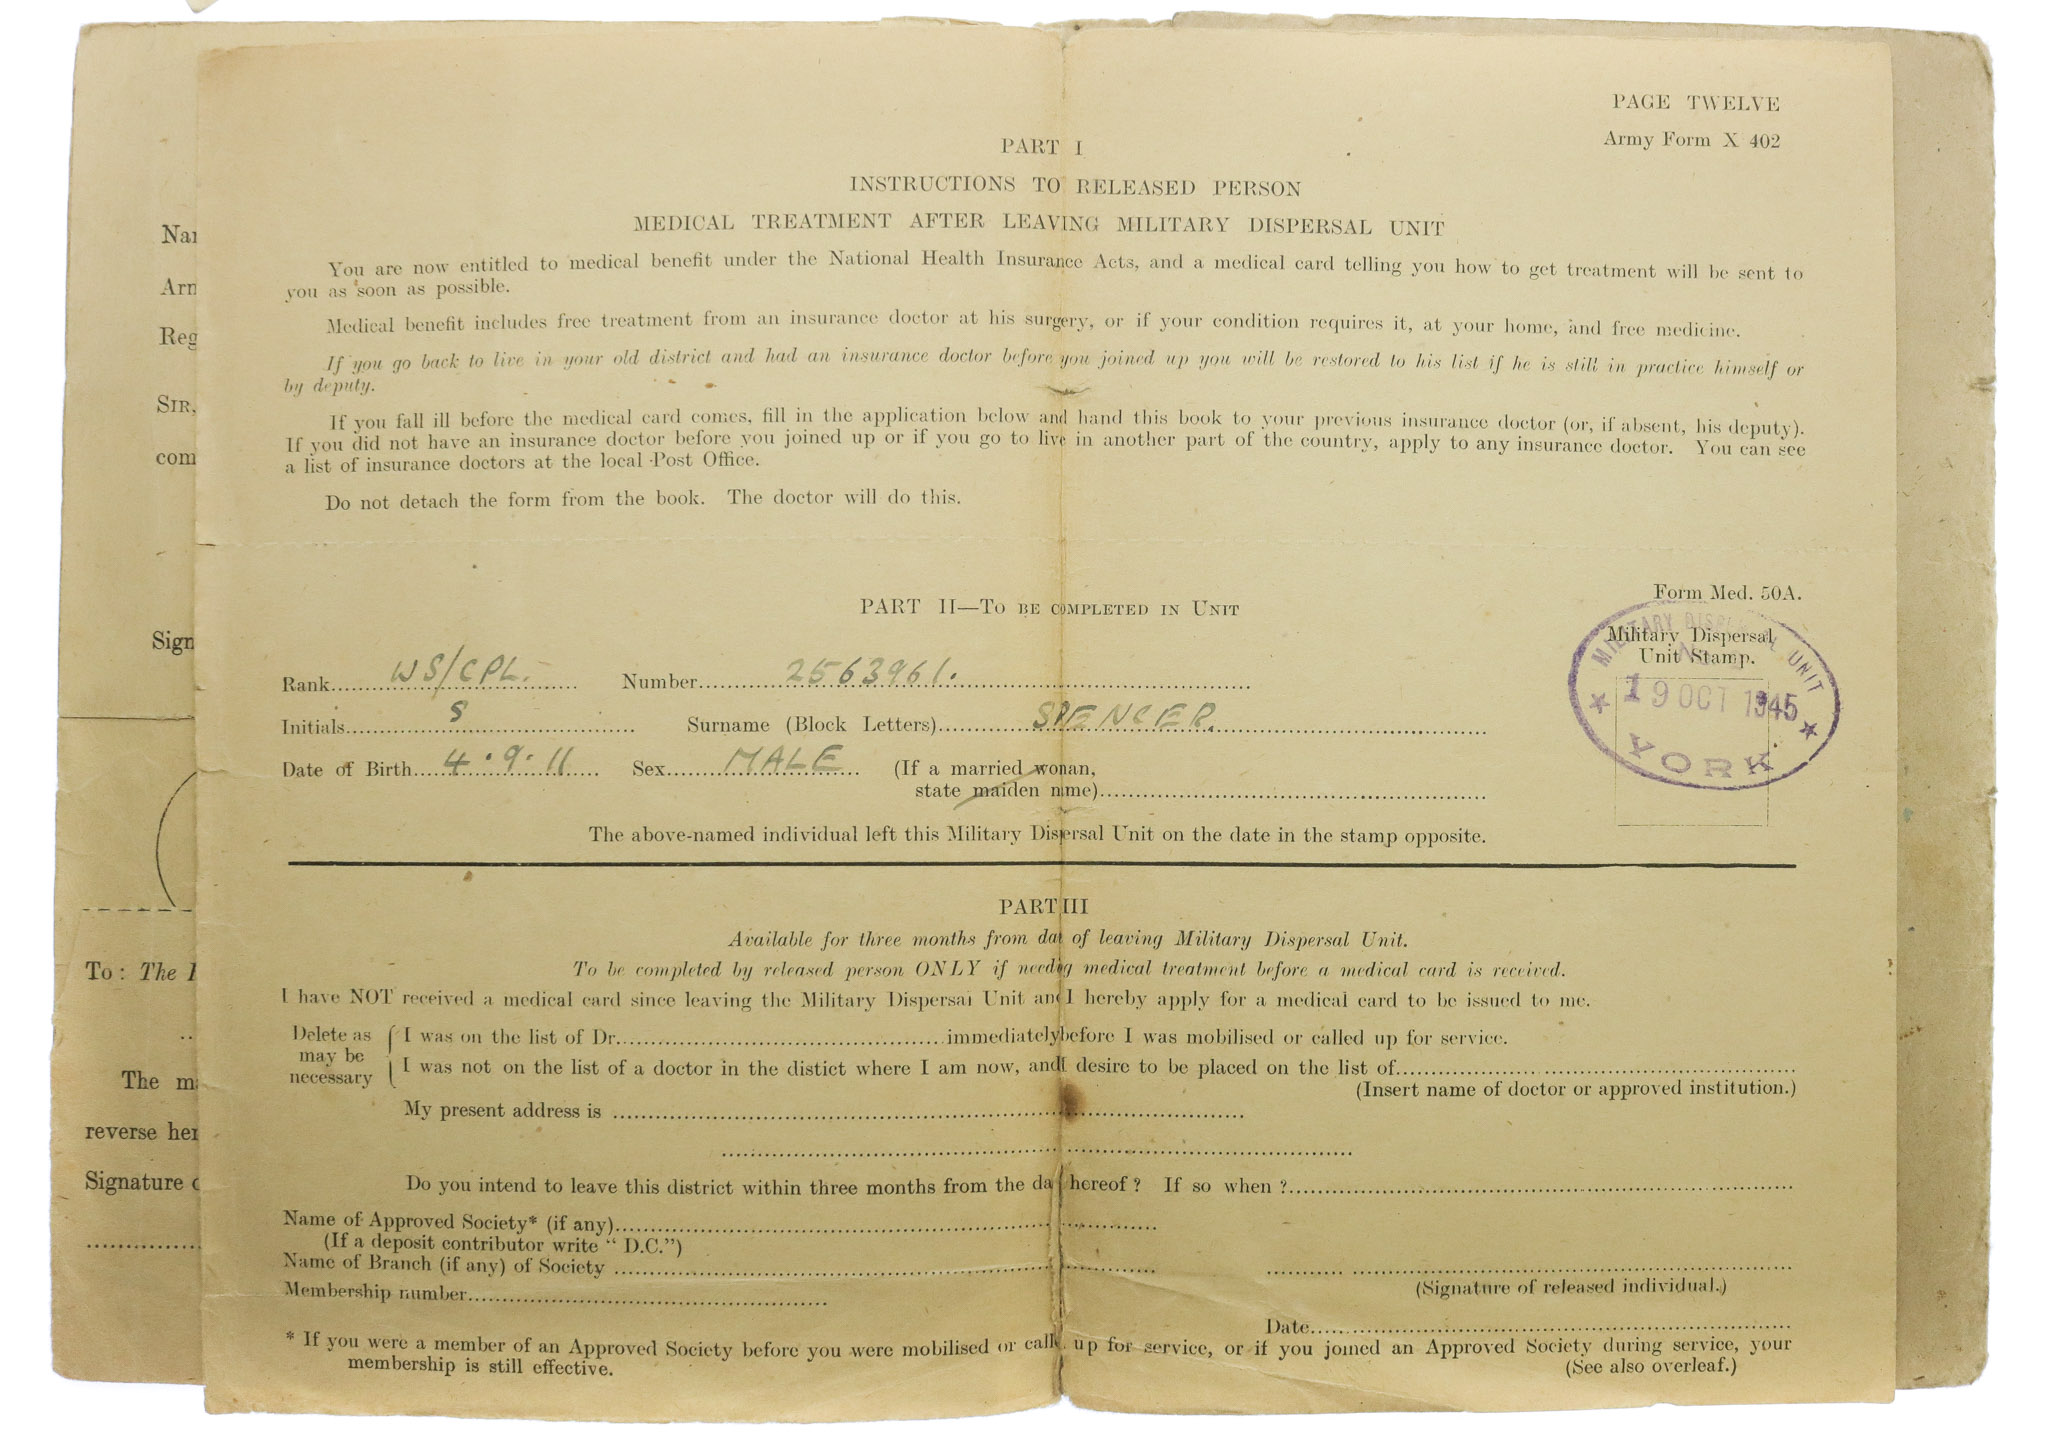 PAGE TWELVE
Army Form X 402
PART I
INSTRUCTIONS TO RELEASED PERSON
MEDICAL TREATMENT AFTER LEAVING MILITARY DISPERSAL UNIT
You are now entitled to medical benefit under the National Health Insurance Acts, and a medical card telling you how to get treatment will be sent to
you as soon as possible.
Medical benefit includes free treatment from an insurance doctor at his surgery, or if your condition requires it, at your home, and free medicine.
If you go back to live in your old district and had an insurance doctor before you joined up you will be restored to his list if he is still in practice himself or
by deputy.
If you fall ill before the medical card comes, fill in the application below and hand this book to your previous insurance doctor (or, if absent, his deputy).
If you did not have an insurance doctor before you joined up or if you go to live in another part of the country, apply to any insurance doctor. You can see
a list of insurance doctors at the local Post Office.
Do not detach the form from the book. The doctor will do this.
PART II—TO BE COMPLETED IN UNIT
Form Med. 50A.
Military Dispersal
Unit Stamp.
MILITARY DISPERSAL UNIT
19 OCT 1945
YORK
Rank WS/CPL. Number 2563961.
Initials S Surname (Block Letters) SPENCER.
Date of Birth 4.9.11 Sex MALE (If a married woman,
state maiden name)
The above-named individual left this Military Dispersal Unit on the date in the stamp opposite.
PART III
Available for three months from dat of leaving Military Dispersal Unit.
To be completed by released person ONLY if needing medical treatment before a medical card is received.
I have NOT received a medical card since leaving the Military Dispersal Unit and I hereby apply for a medical card to be issued to me.
Delete as may be necessary
I was on the list of Dr. immediately before I was mobilised or called up for service.
I was not on the list of a doctor in the distict where I am now, and I desire to be placed on the list of
(Insert name of doctor or approved institution.)
My present address is
Do you intend to leave this district within three months from the da hereof? If so when ?
Name of Approved Society* (if any)
(If a deposit contributor write "D.C.")
Name of Branch (if any) of Society
(Signature of released individual.)
Membership number
Date
* If you were a member of an Approved Society before you were mobilised or call up for service, or if you joined an Approved Society during service, your
membership is still effective. (See also overleaf.)
Nar
Arn
Reg
SIR,
com
Sign
To: The
The m
reverse her
Signature